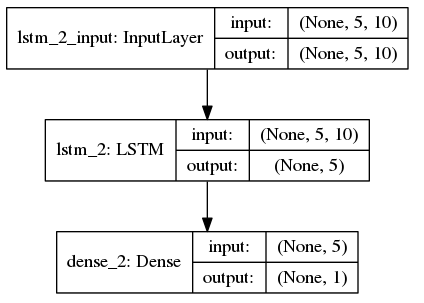 lstm_2_input: InputLayer
input: (None, 5, 10)
output: (None, 5, 10)
lstm_2: LSTM
input: (None, 5, 10)
output: (None, 5)
dense_2: Dense
input: (None, 5)
output: (None, 1)